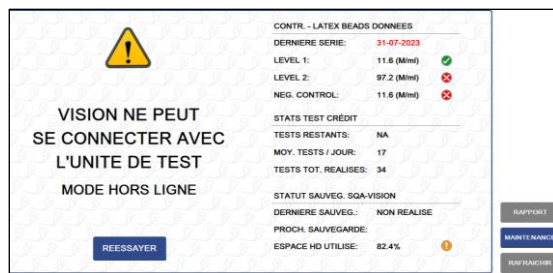 VISION NE PEUT
SE CONNECTER AVEC
L'UNITE DE TEST
MODE HORS LIGNE
REESSAYER
CONTR. - LATEX BEADS DONNEES
DERNIERE SERIE: 31-07-2023
LEVEL 1: 11.6 (M/ml)
LEVEL 2: 97.2 (M/ml)
NEG. CONTROL: 11.6 (M/ml)
STATS TEST CRÉDIT
TESTS RESTANTS: NA
MOY. TESTS / JOUR: 17
TESTS TOT. REALISES: 34
STATUT SAUVEG. SQA-VISION
DERNIERE SAUVEG.: NON REALISE
PROCH. SAUVEGARDE:
ESPACE HD UTILISE: 82.4%
RAPPORT
MAINTENANCE
RAFRAICHIR